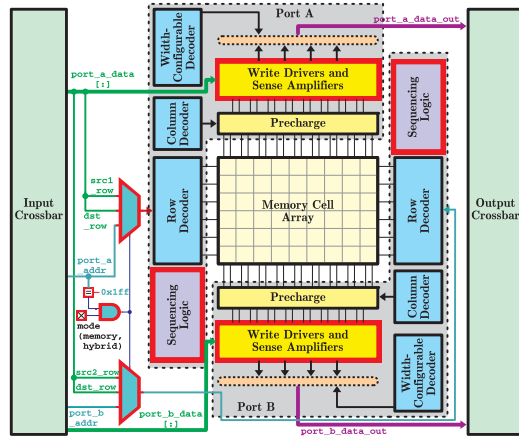 Port A
port_a_data_out
Width-
Configurable
Decoder
port_a_data
[:]
Write Drivers and
Sense Amplifiers
Sequencing
Logic
Column
Decoder
Precharge
src1
_row
dst
_row
Row
Decoder
Memory Cell
Array
Row
Decoder
Input
Crossbar
Output
Crossbar
port_a
_addr
0x1ff
mode
(memory,
hybrid)
Sequencing
Logic
Precharge
Column
Decoder
Write Drivers and
Sense Amplifiers
src2_row
dst_row
Width-
Configurable
Decoder
port_b
_addr
port_b_data
[:]
Port B
port_b_data_out